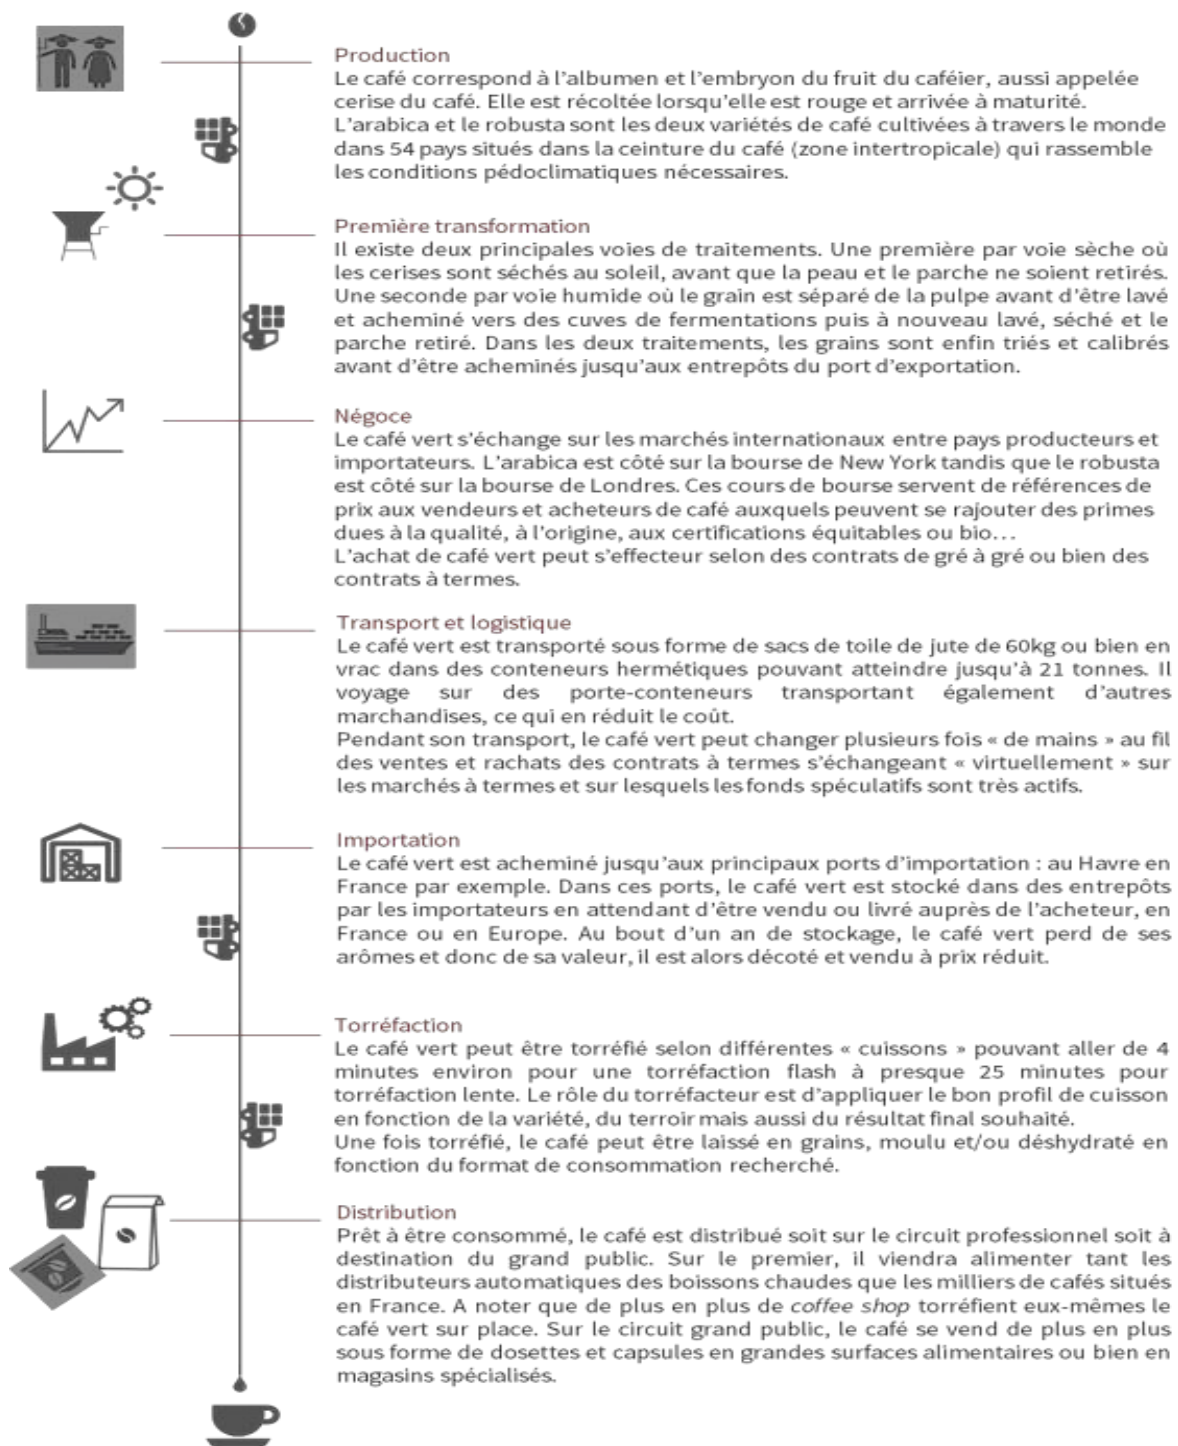 Production
Le café correspond à l'albumen et l'embryon du fruit du caféier, aussi appelée
cerise du café. Elle est récoltée lorsqu'elle est rouge et arrivée à maturité.
L'arabica et le robusta sont les deux variétés de café cultivées à travers le monde
dans 54 pays situés dans la ceinture du café (zone intertropicale) qui rassemble
les conditions pédoclimatiques nécessaires.
Première transformation
Il existe deux principales voies de traitements. Une première par voie sèche où
les cerises sont séchés au soleil, avant que la peau et le parche ne soient retirés.
Une seconde par voie humide où le grain est séparé de la pulpe avant d'être lavé
et acheminé vers des cuves de fermentations puis à nouveau lavé, séché et le
parche retiré. Dans les deux traitements, les grains sont enfin triés et calibrés
avant d'être acheminés jusqu'aux entrepôts du port d'exportation.
Négoce
Le café vert s'échange sur les marchés internationaux entre pays producteurs et
importateurs. L'arabica est côté sur la bourse de New York tandis que le robusta
est côté sur la bourse de Londres. Ces cours de bourse servent de références de
prix aux vendeurs et acheteurs de café auxquels peuvent se rajouter des primes
dues à la qualité, à l'origine, aux certifications équitables ou bio…
L'achat de café vert peut s'effecteur selon des contrats de gré à gré ou bien des
contrats à termes.
Transport et logistique
Le café vert est transporté sous forme de sacs de toile de jute de 60kg ou bien en
vrac dans des conteneurs hermétiques pouvant atteindre jusqu'à 21 tonnes. Il
voyage sur des porte-conteneurs transportant également d'autres
marchandises, ce qui en réduit le coût.
Pendant son transport, le café vert peut changer plusieurs fois « de mains » au fil
des ventes et rachats des contrats à termes s'échangeant « virtuellement » sur
les marchés à termes et sur lesquels les fonds spéculatifs sont très actifs.
Importation
Le café vert est acheminé jusqu'aux principaux ports d'importation : au Havre en
France par exemple. Dans ces ports, le café vert est stocké dans des entrepôts
par les importateurs en attendant d'être vendu ou livré auprès de l'acheteur, en
France ou en Europe. Au bout d'un an de stockage, le café vert perd de ses
arômes et donc de sa valeur, il est alors décoté et vendu à prix réduit.
Torréfaction
Le café vert peut être torréfié selon différentes « cuissons » pouvant aller de 4
minutes environ pour une torréfaction flash à presque 25 minutes pour
torréfaction lente. Le rôle du torréfacteur est d'appliquer le bon profil de cuisson
en fonction de la variété, du terroir mais aussi du résultat final souhaité.
Une fois torréfié, le café peut être laissé en grains, moulu et/ou déshydraté en
fonction du format de consommation recherché.
Distribution
Prêt à être consommé, le café est distribué soit sur le circuit professionnel soit à
destination du grand public. Sur le premier, il viendra alimenter tant les
distributeurs automatiques des boissons chaudes que les milliers de cafés situés
en France. A noter que de plus en plus de coffee shop torréfient eux-mêmes le
café vert sur place. Sur le circuit grand public, le café se vend de plus en plus
sous forme de dosettes et capsules en grandes surfaces alimentaires ou bien en
magasins spécialisés.